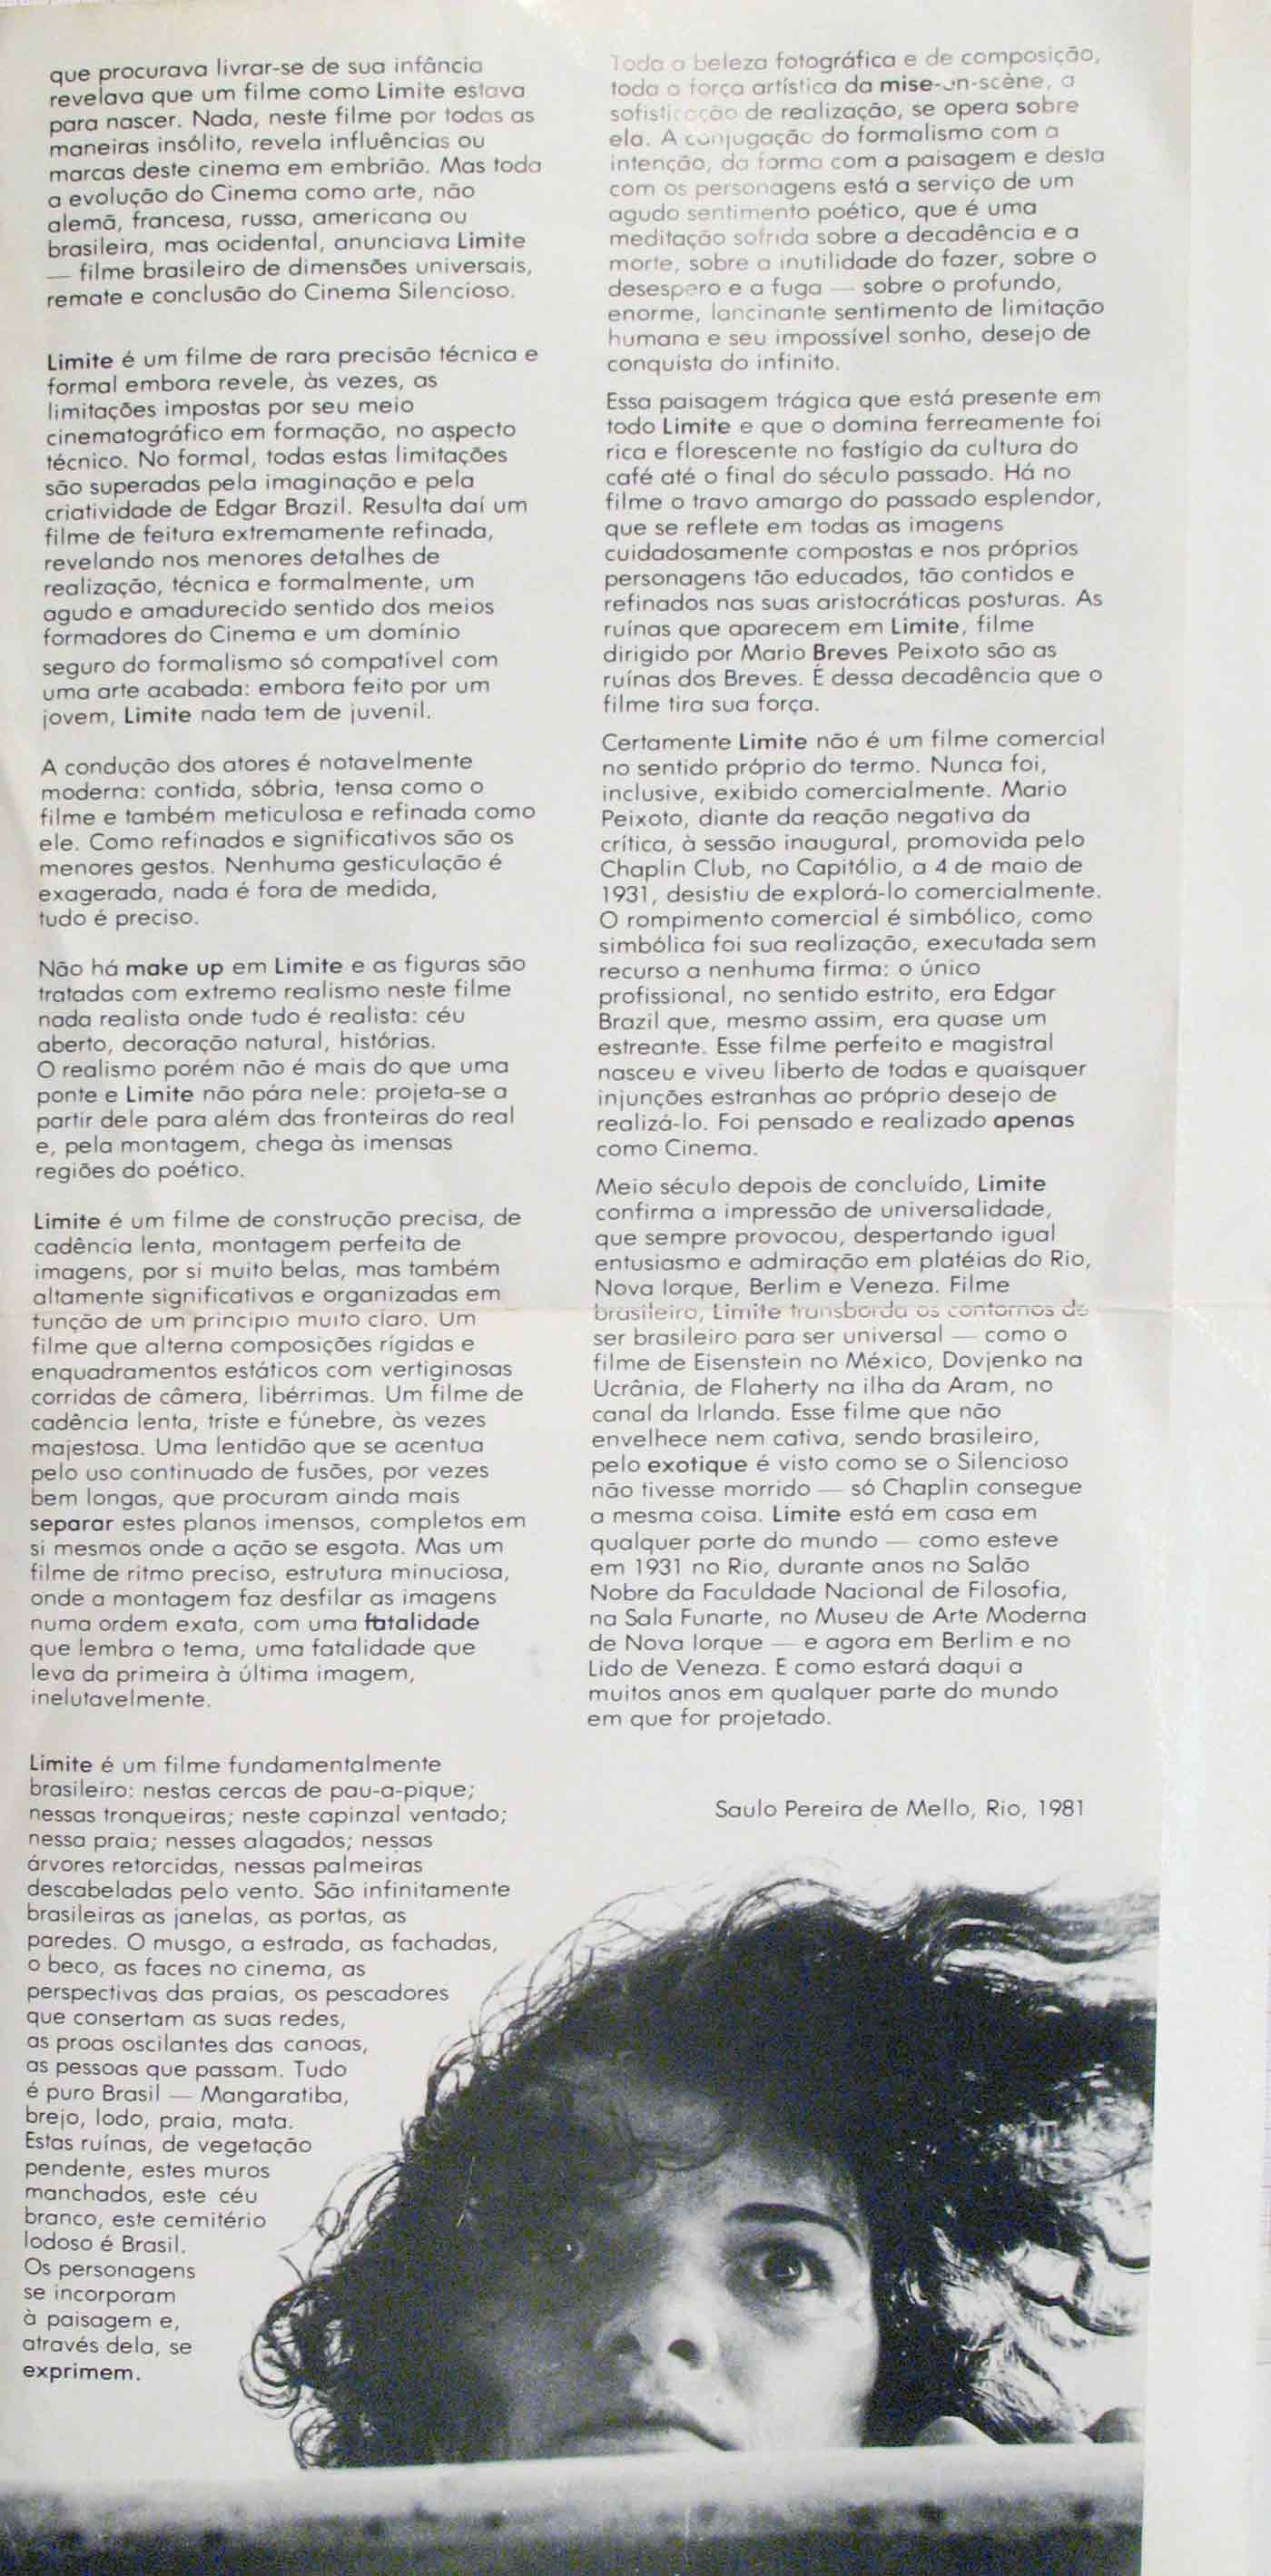 que procurava livrar-se de sua infância
revelava que um filme como Limite estava
para nascer. Nada, neste filme por todos as
maneiras insólito, revela influências ou
marcas deste cinema em embrião. Mas toda
a evolução do Cinema como arte, não
alemã, francesa, russa, americana ou
brasileira, mas ocidental, anunciava Limite
— filme brasileiro de dimensões universais,
remate e conclusão do Cinema Silencioso.
Limite é um filme de rara precisão técnica e
formal embora revele, às vezes, as
limitações impostas por seu meio
cinematográfico em formação, no aspecto
técnico. No formal, todas estas limitações
são superadas pela imaginação e pela
criatividade de Edgar Brazil. Resulta daí um
filme de feitura extremamente refinada,
revelando nos menores detalhes de
realização, técnica e formalmente, um
agudo e amadurecido sentido dos meios
formadores do Cinema e um domínio
seguro do formalismo só compatível com
uma arte acabada: embora feito por um
jovem, Limite nada tem de juvenil.
A condução dos atores é notavelmente
moderna: contida, sóbria, tensa como o
filme e também meticulosa e refinada como
ele. Como refinados e significativos são os
menores gestos. Nenhuma gesticulação é
exagerada, nada é fora de medida,
tudo é preciso.
Não há make up em Limite e as figuras são
tratadas com extremo realismo neste filme
nada realista onde tudo é realista: céu
aberto, decoração natural, histórias.
O realismo porém não é mais do que uma
ponte e Limite não pára nele: projeta-se a
partir dele para além das fronteiras do real
e, pela montagem, chega às imensas
regiões do poético.
Limite é um filme de construção precisa, de
cadência lenta, montagem perfeita de
imagens, por si muito belas, mas também
altamente significativas e organizadas em
função de um princípio muito claro. Um
filme que alterna composições rígidas e
enquadramentos estáticos com vertiginosas
corridas de câmera, libérrimas. Um filme de
cadência lenta, triste e fúnebre, às vezes
majestosa. Uma lentidão que se acentua
pelo uso continuado de fusões, por vezes
bem longas, que procuram ainda mais
separar estes planos imensos, completos em
si mesmos onde a ação se esgota. Mas um
filme de ritmo preciso, estrutura minuciosa,
onde a montagem faz desfilar as imagens
numa ordem exata, com uma fatalidade
que lembra o tema, uma fatalidade que
leva da primeira à última imagem,
inelutavelmente.
Limite é um filme fundamentalmente
brasileiro: nestas cercas de pau-a-pique;
nessas tronqueiras; neste capinzal ventado;
nessa praia; nesses alagados; nessas
árvores retorcidas, nessas palmeiras
descabeladas pelo vento. São infinitamente
brasileiras as janelas, as portas, as
paredes. O musgo, a estrada, as fachadas,
o beco, as faces no cinema, as
perspectivas das praias, os pescadores
que consertam as suas redes,
as proas oscilantes das canoas,
as pessoas que passam. Tudo
é puro Brasil — Mangaratiba,
brejo, lodo, praia, mata.
Estas ruínas, de vegetação
pendente, estes muros
manchados, este céu
branco, este cemitério
lodoso é Brasil.
Os personagens
se incorporam
à paisagem e,
através dela, se
exprimem.
Toda a beleza fotográfica e de composição,
toda a força artística da mise-en-scène, a
sofisticação de realização, se opera sobre
ela. A conjugação do formalismo com a
intenção, da forma com a paisagem e desta
com os personagens está a serviço de um
agudo sentimento poético, que é uma
meditação sofrida sobre a decadência e a
morte, sobre a inutilidade do fazer, sobre o
desespero e a fuga — sobre o profundo,
enorme, lancinante sentimento de limitação
humana e seu impossível sonho, desejo de
conquista do infinito.
Essa paisagem trágica que está presente em
todo Limite e que o domina ferreamente foi
rica e florescente no fastígio da cultura do
café até o final do século passado. Há no
filme o travo amargo do passado esplendor,
que se reflete em todas as imagens
cuidadosamente compostas e nos próprios
personagens tão educados, tão contidos e
refinados nas suas aristocráticas posturas. As
ruínas que aparecem em Limite, filme
dirigido por Mario Breves Peixoto são as
ruínas dos Breves. É dessa decadência que o
filme tira sua força.
Certamente Limite não é um filme comercial
no sentido próprio do termo. Nunca foi,
inclusive, exibido comercialmente. Mario
Peixoto, diante da reação negativa da
crítica, à sessão inaugural, promovida pelo
Chaplin Club, no Capitólio, a 4 de maio de
1931, desistiu de explorá-lo comercialmente.
O rompimento comercial é simbólico, como
simbólica foi sua realização, executada sem
recurso a nenhuma firma: o único
profissional, no sentido estrito, era Edgar
Brazil que, mesmo assim, era quase um
estreante. Esse filme perfeito e magistral
nasceu e viveu liberto de todas e quaisquer
injunções estranhas ao próprio desejo de
realizá-lo. Foi pensado e realizado apenas
como Cinema.
Meio século depois de concluído, Limite
confirma a impressão de universalidade,
que sempre provocou, despertando igual
entusiasmo e admiração em platéias do Rio,
Nova Iorque, Berlim e Veneza. Filme
brasileiro, Limite transborda os contornos de
ser brasileiro para ser universal — como o
filme de Eisenstein no México, Dovjenko na
Ucrânia, de Flaherty na ilha da Aram, no
canal da Irlanda. Esse filme que não
envelhece nem cativa, sendo brasileiro,
pelo exotique é visto como se o Silencioso
não tivesse morrido — só Chaplin consegue
a mesma coisa. Limite está em casa em
qualquer parte do mundo — como esteve
em 1931 no Rio, durante anos no Salão
Nobre da Faculdade Nacional de Filosofia,
na Sala Funarte, no Museu de Arte Moderna
de Nova Iorque — e agora em Berlim e no
Lido de Veneza. E como estará daqui a
muitos anos em qualquer parte do mundo
em que for projetado.
Saulo Pereira de Mello, Rio, 1981